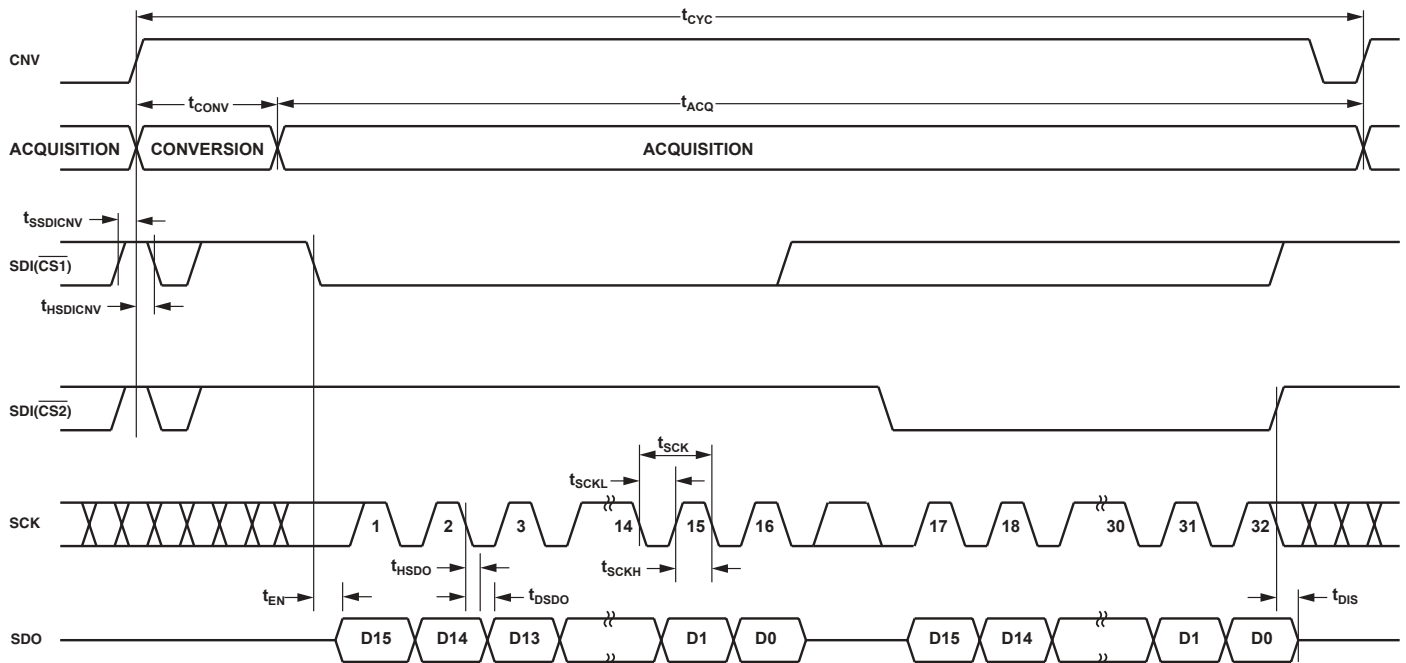 tCYC
CNV
tCONV
tACQ
ACQUISITION CONVERSION ACQUISITION
tSSDICNV
SDI(CS1)
tHSDICNV
SDI(CS2)
tSCK
tSCKL
SCK 1 2 3 14 15 16 17 18 30 31 32
tHSDO
tSCKH
tEN
tDSDO
tDIS
SDO D15 D14 D13 D1 D0 D15 D14 D1 D0